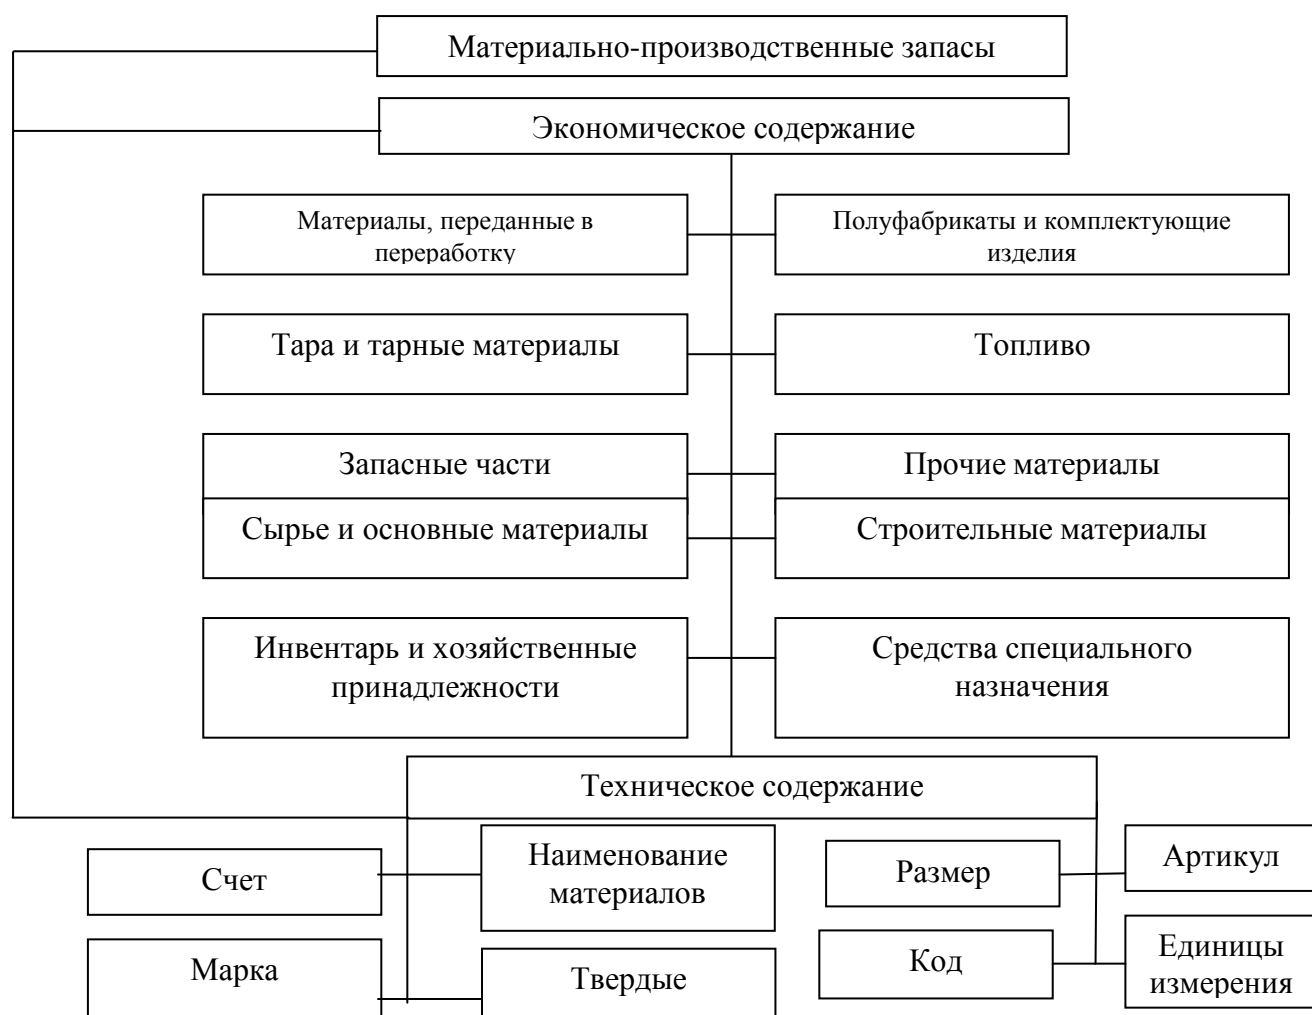 Материально-производственные запасы
Экономическое содержание
Материалы, переданные в
переработку
Полуфабрикаты и комплектующие
изделия
Тара и тарные материалы
Топливо
Запасные части
Прочие материалы
Сырье и основные материалы
Строительные материалы
Инвентарь и хозяйственные
принадлежности
Средства специального
назначения
Техническое содержание
Счет
Наименование
материалов
Размер
Артикул
Марка
Твердые
Код
Единицы
измерения